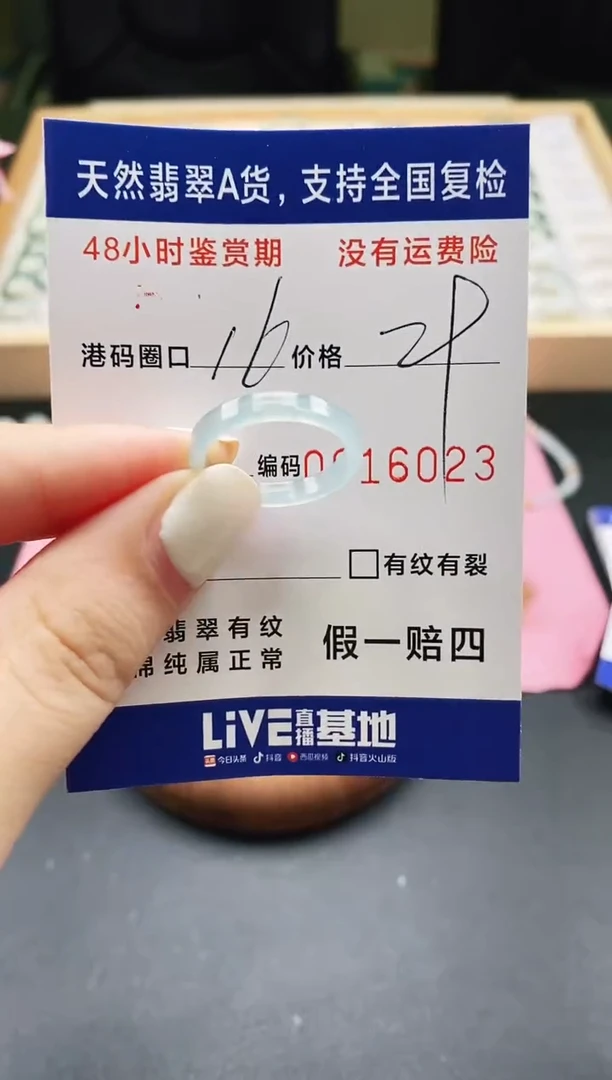 天然翡翠A货，支持全国复检
48小时鉴赏期 没有运费险
港码圈口 16 价格
编码 16023
□有纹有裂
翡翠有纹
棉纯属正常
假一赔四
LiVE直播基地
今日头条 抖音 西瓜视频 抖音火山版